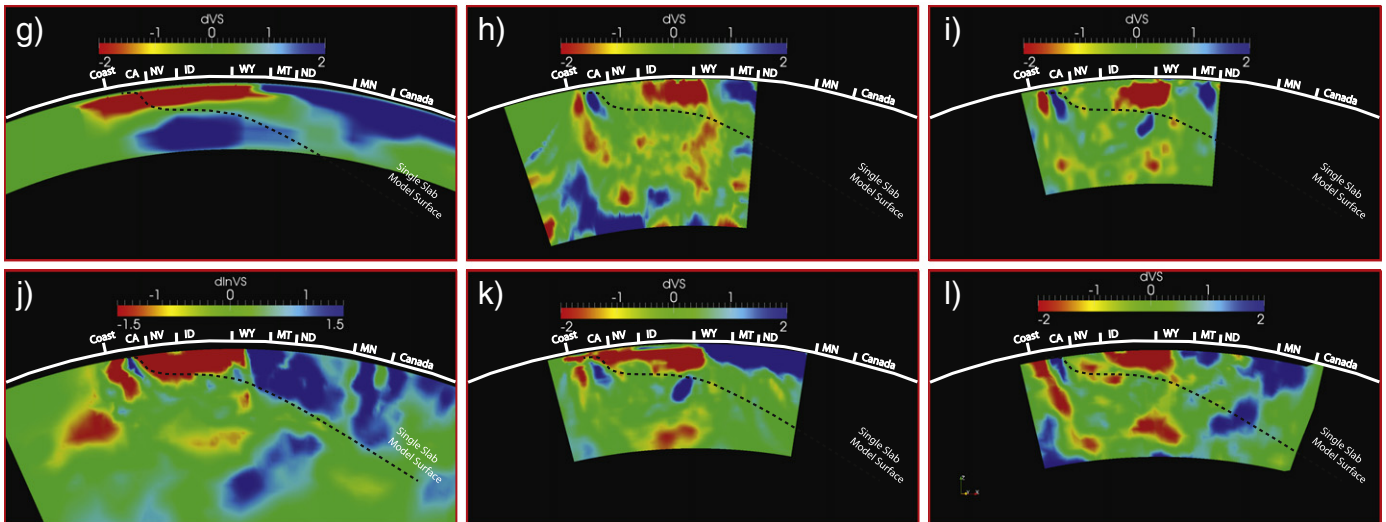 g)
dVS
-2 -1 0 1 2
Coast CA NV ID WY MT ND MN Canada
Single Slab
Model Surface
h)
dVS
-2 -1 0 1 2
Coast CA NV ID WY MT ND MN Canada
Single Slab
Model Surface
i)
dVS
-2 -1 0 1 2
Coast CA NV ID WY MT ND MN Canada
Single Slab
Model Surface
j)
dlnVS
-1.5 -1 0 1 1.5
Coast CA NV ID WY MT ND MN Canada
Single Slab
Model Surface
k)
dVS
-2 -1 0 1 2
Coast CA NV ID WY MT ND MN Canada
Single Slab
Model Surface
l)
dVS
-2 -1 0 1 2
Coast CA NV ID WY MT ND MN Canada
Single Slab
Model Surface